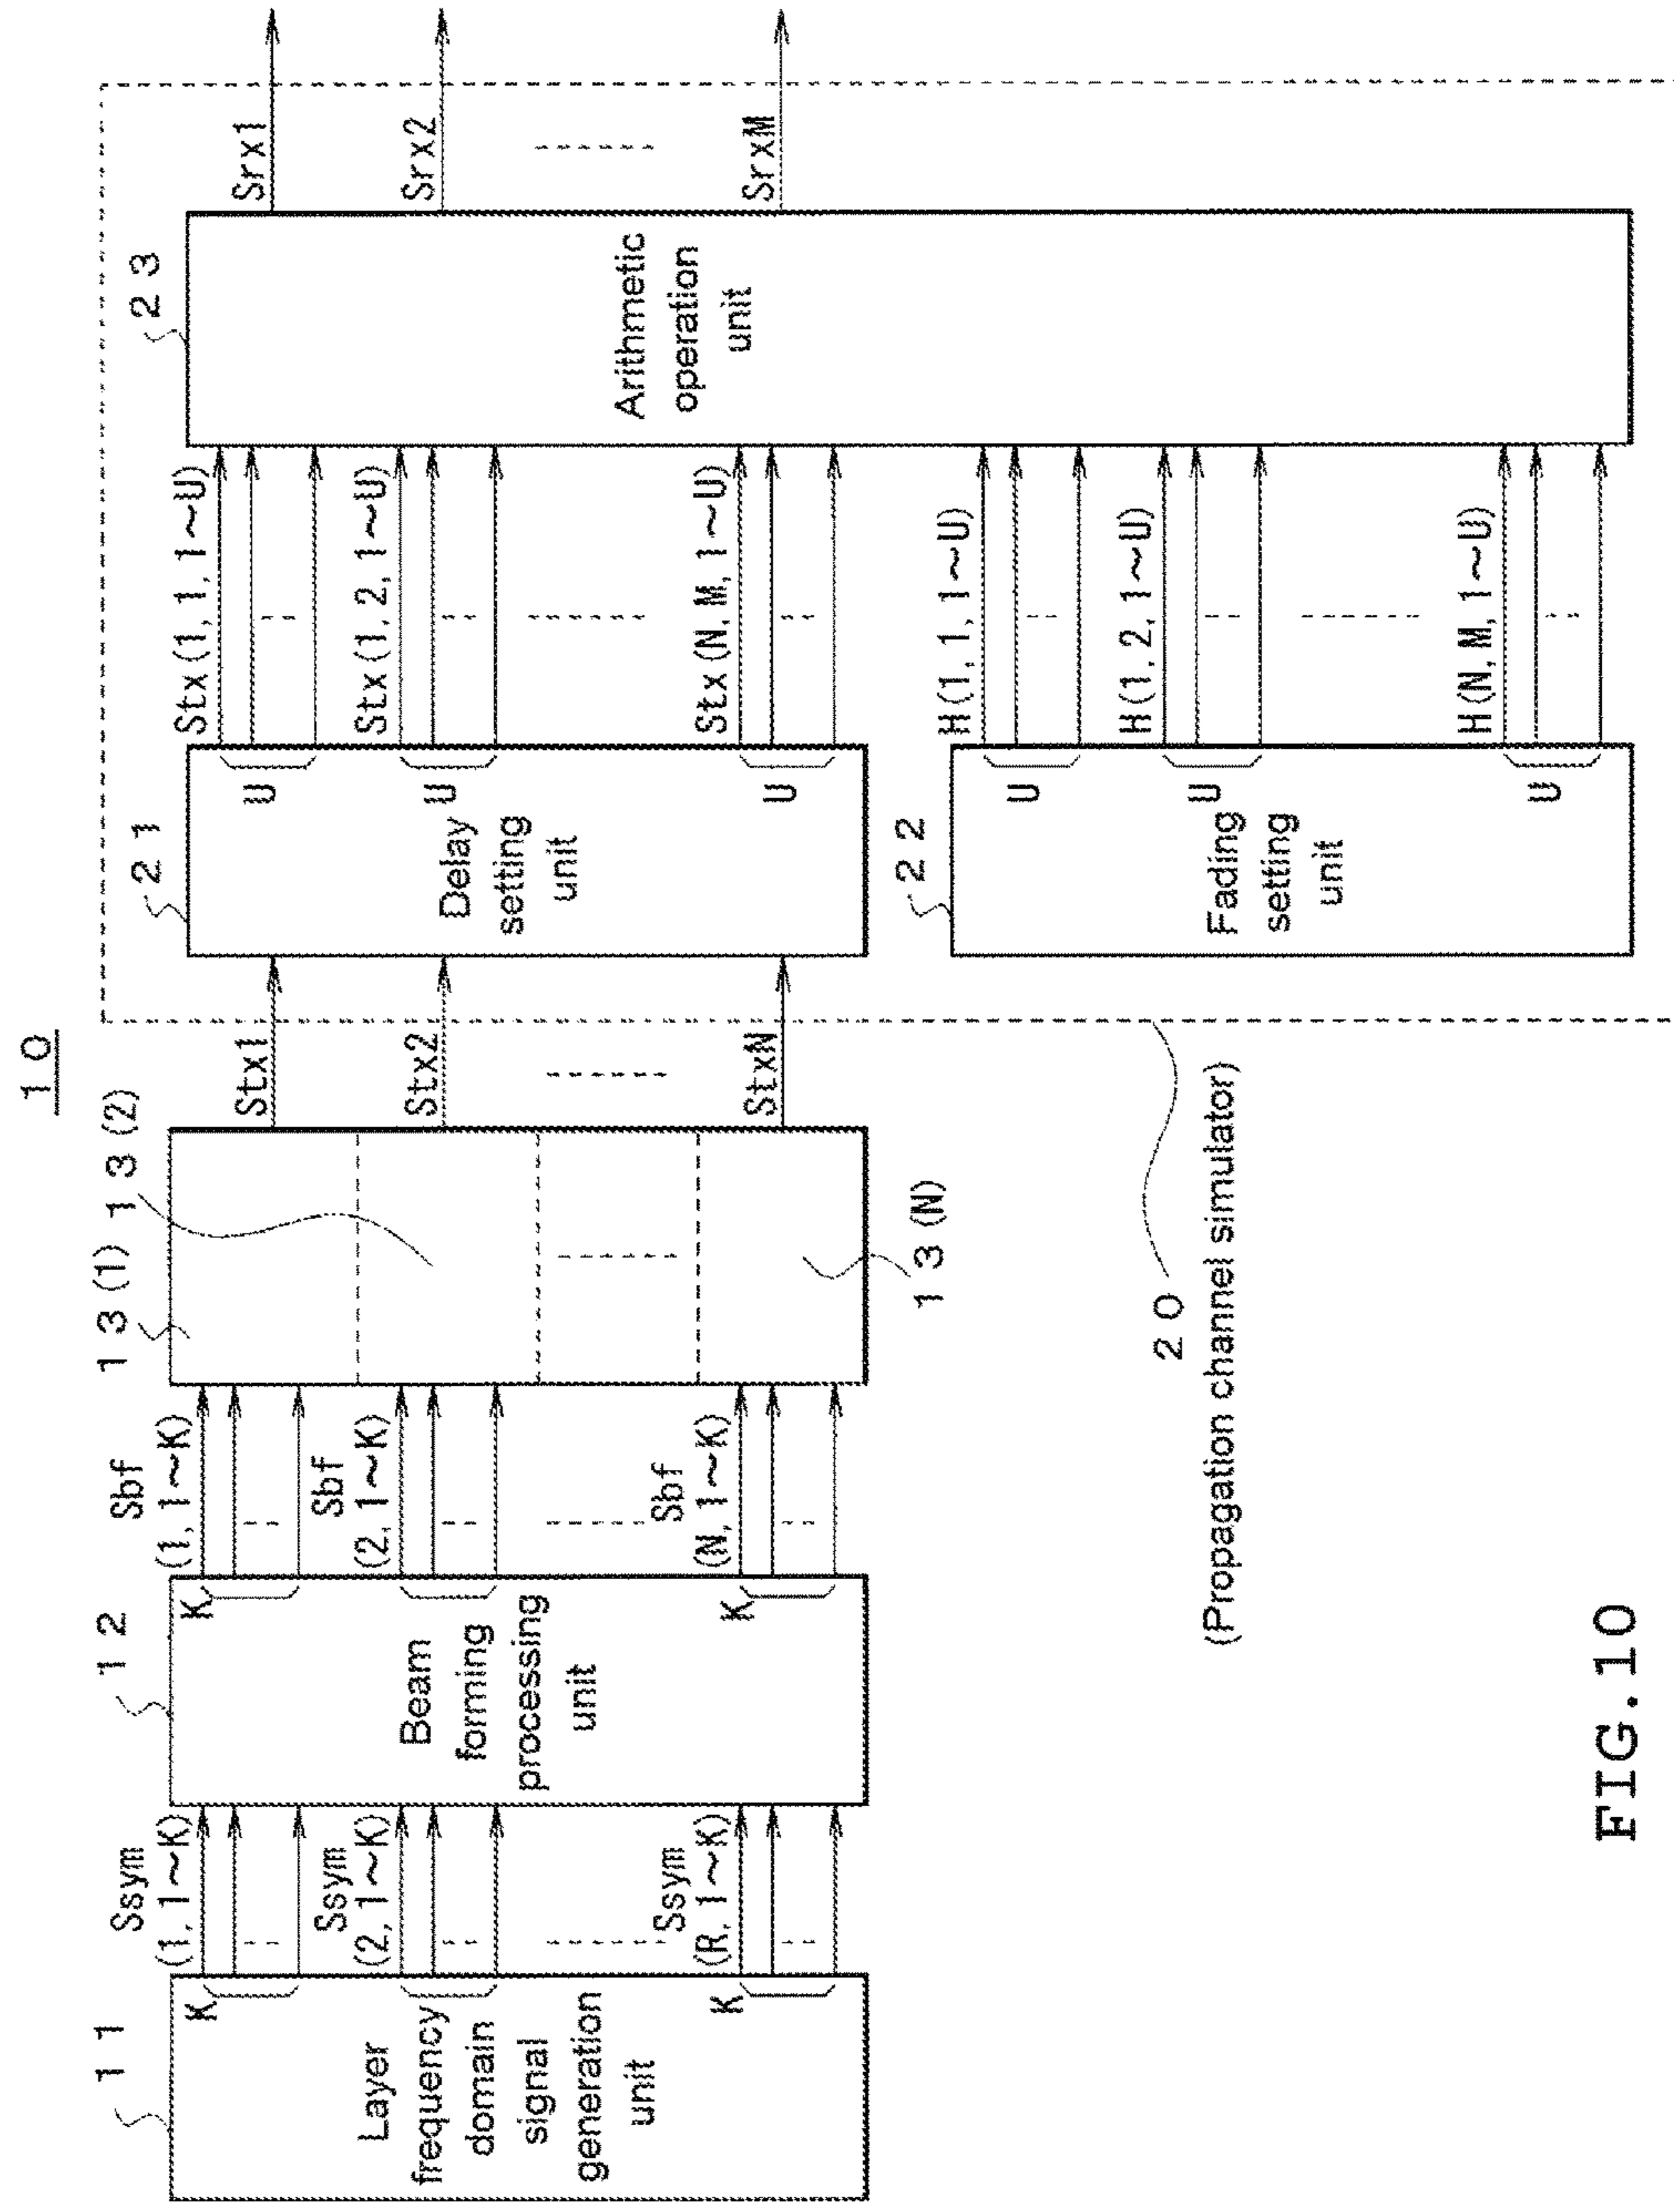 10
11
Layer
frequency
domain
signal
generation
unit
K
K
Ssym
(1, 1~K)
Ssym
(2, 1~K)
Ssym
(R, 1~K)
12
Beam
forming
processing
unit
K
K
Sbf
(1, 1~K)
Sbf
(2, 1~K)
Sbf
(N, 1~K)
13 (1)
13 (2)
13 (N)
Stx1
Stx2
StxN
20
(Propagation channel simulator)
21
Delay
setting
unit
U
U
U
Stx (1, 1, 1~U)
Stx (1, 2, 1~U)
Stx (N, M, 1~U)
22
Fading
setting
unit
U
U
U
H (1, 1, 1~U)
H (1, 2, 1~U)
H (N, M, 1~U)
23
Arithmetic
operation
unit
Srx1
Srx2
SrxM
FIG.10